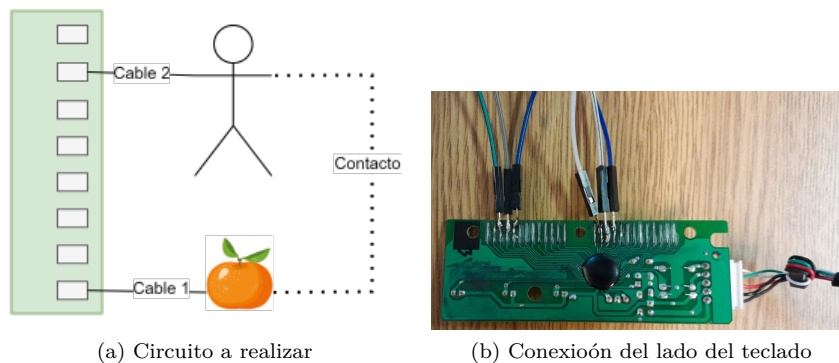 Cable 2
Contacto
Cable 1
(a) Circuito a realizar
(b) Conexioón del lado del teclado